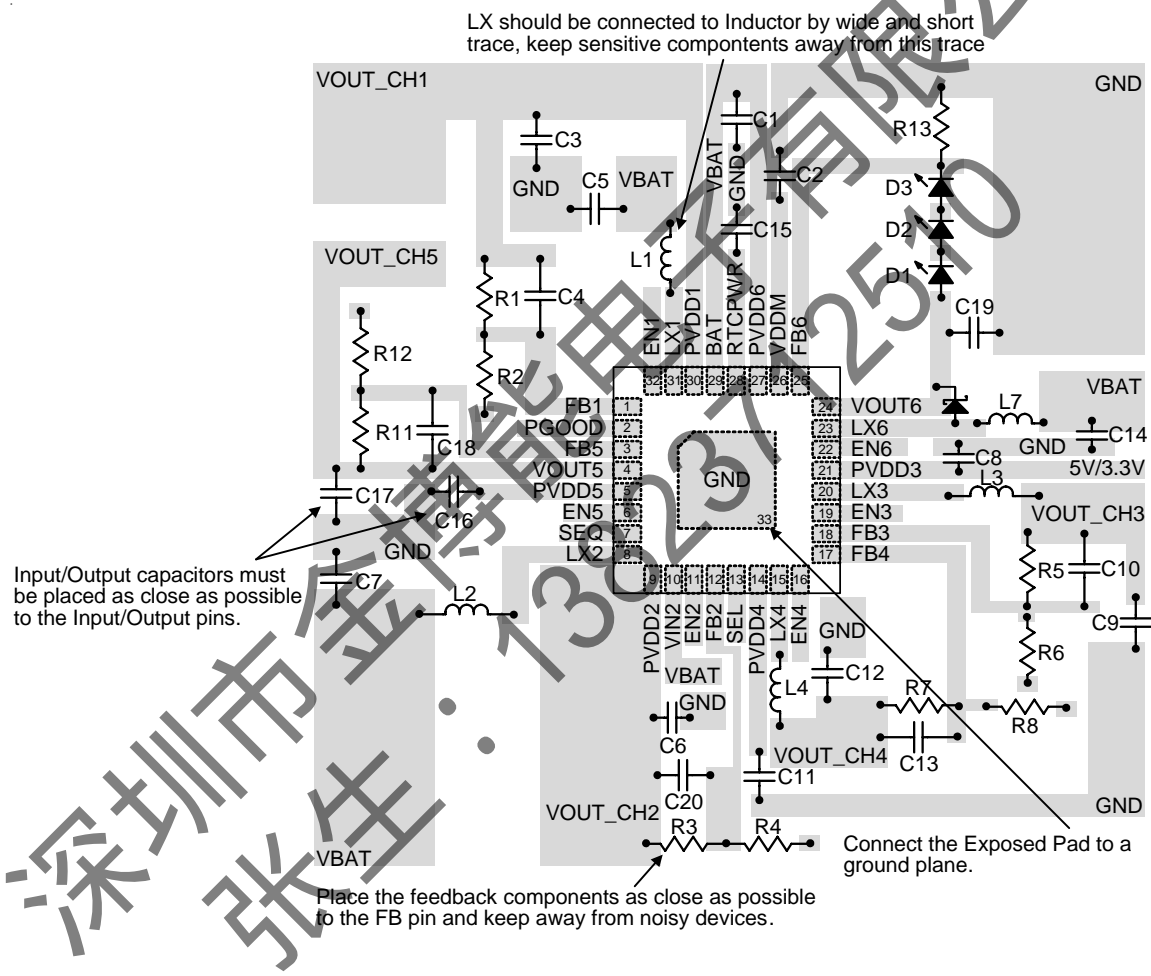 LX should be connected to Inductor by wide and short
trace, keep sensitive compontents away from this trace
VOUT_CH1
GND
C1
R13
C3
VBAT
GND
C2
GND
C5
VBAT
D3
C15
D2
VOUT_CH5
L1
D1
R1
C4
C19
R12
R2
EN1
LX1
PVDD1
BAT
RTCPWR
PVDD6
VDDM
FB6
32
31
30
29
28
27
26
25
VBAT
L7
R11
C18
FB1
PGOOD
FB5
VOUT5
PVDD5
EN5
SEQ
LX2
1
2
3
4
5
6
7
8
GND
33
24
23
22
21
20
19
18
17
VOUT6
LX6
EN6
PVDD3
LX3
EN3
FB3
FB4
C14
GND
C8
5V/3.3V
L3
C17
C16
VOUT_CH3
GND
Input/Output capacitors must
be placed as close as possible
to the Input/Output pins.
C7
L2
R5
C10
C9
R6
9
10
11
12
13
14
15
16
PVDD2
VIN2
EN2
FB2
SEL
PVDD4
LX4
EN4
GND
VBAT
GND
L4
C12
R7
R8
C6
C20
C11
VOUT_CH4
C13
VOUT_CH2
GND
R3
R4
VBAT
Connect the Exposed Pad to a
ground plane.
Place the feedback components as close as possible
to the FB pin and keep away from noisy devices.
深圳市金博能电子有限公
张生：13823712510